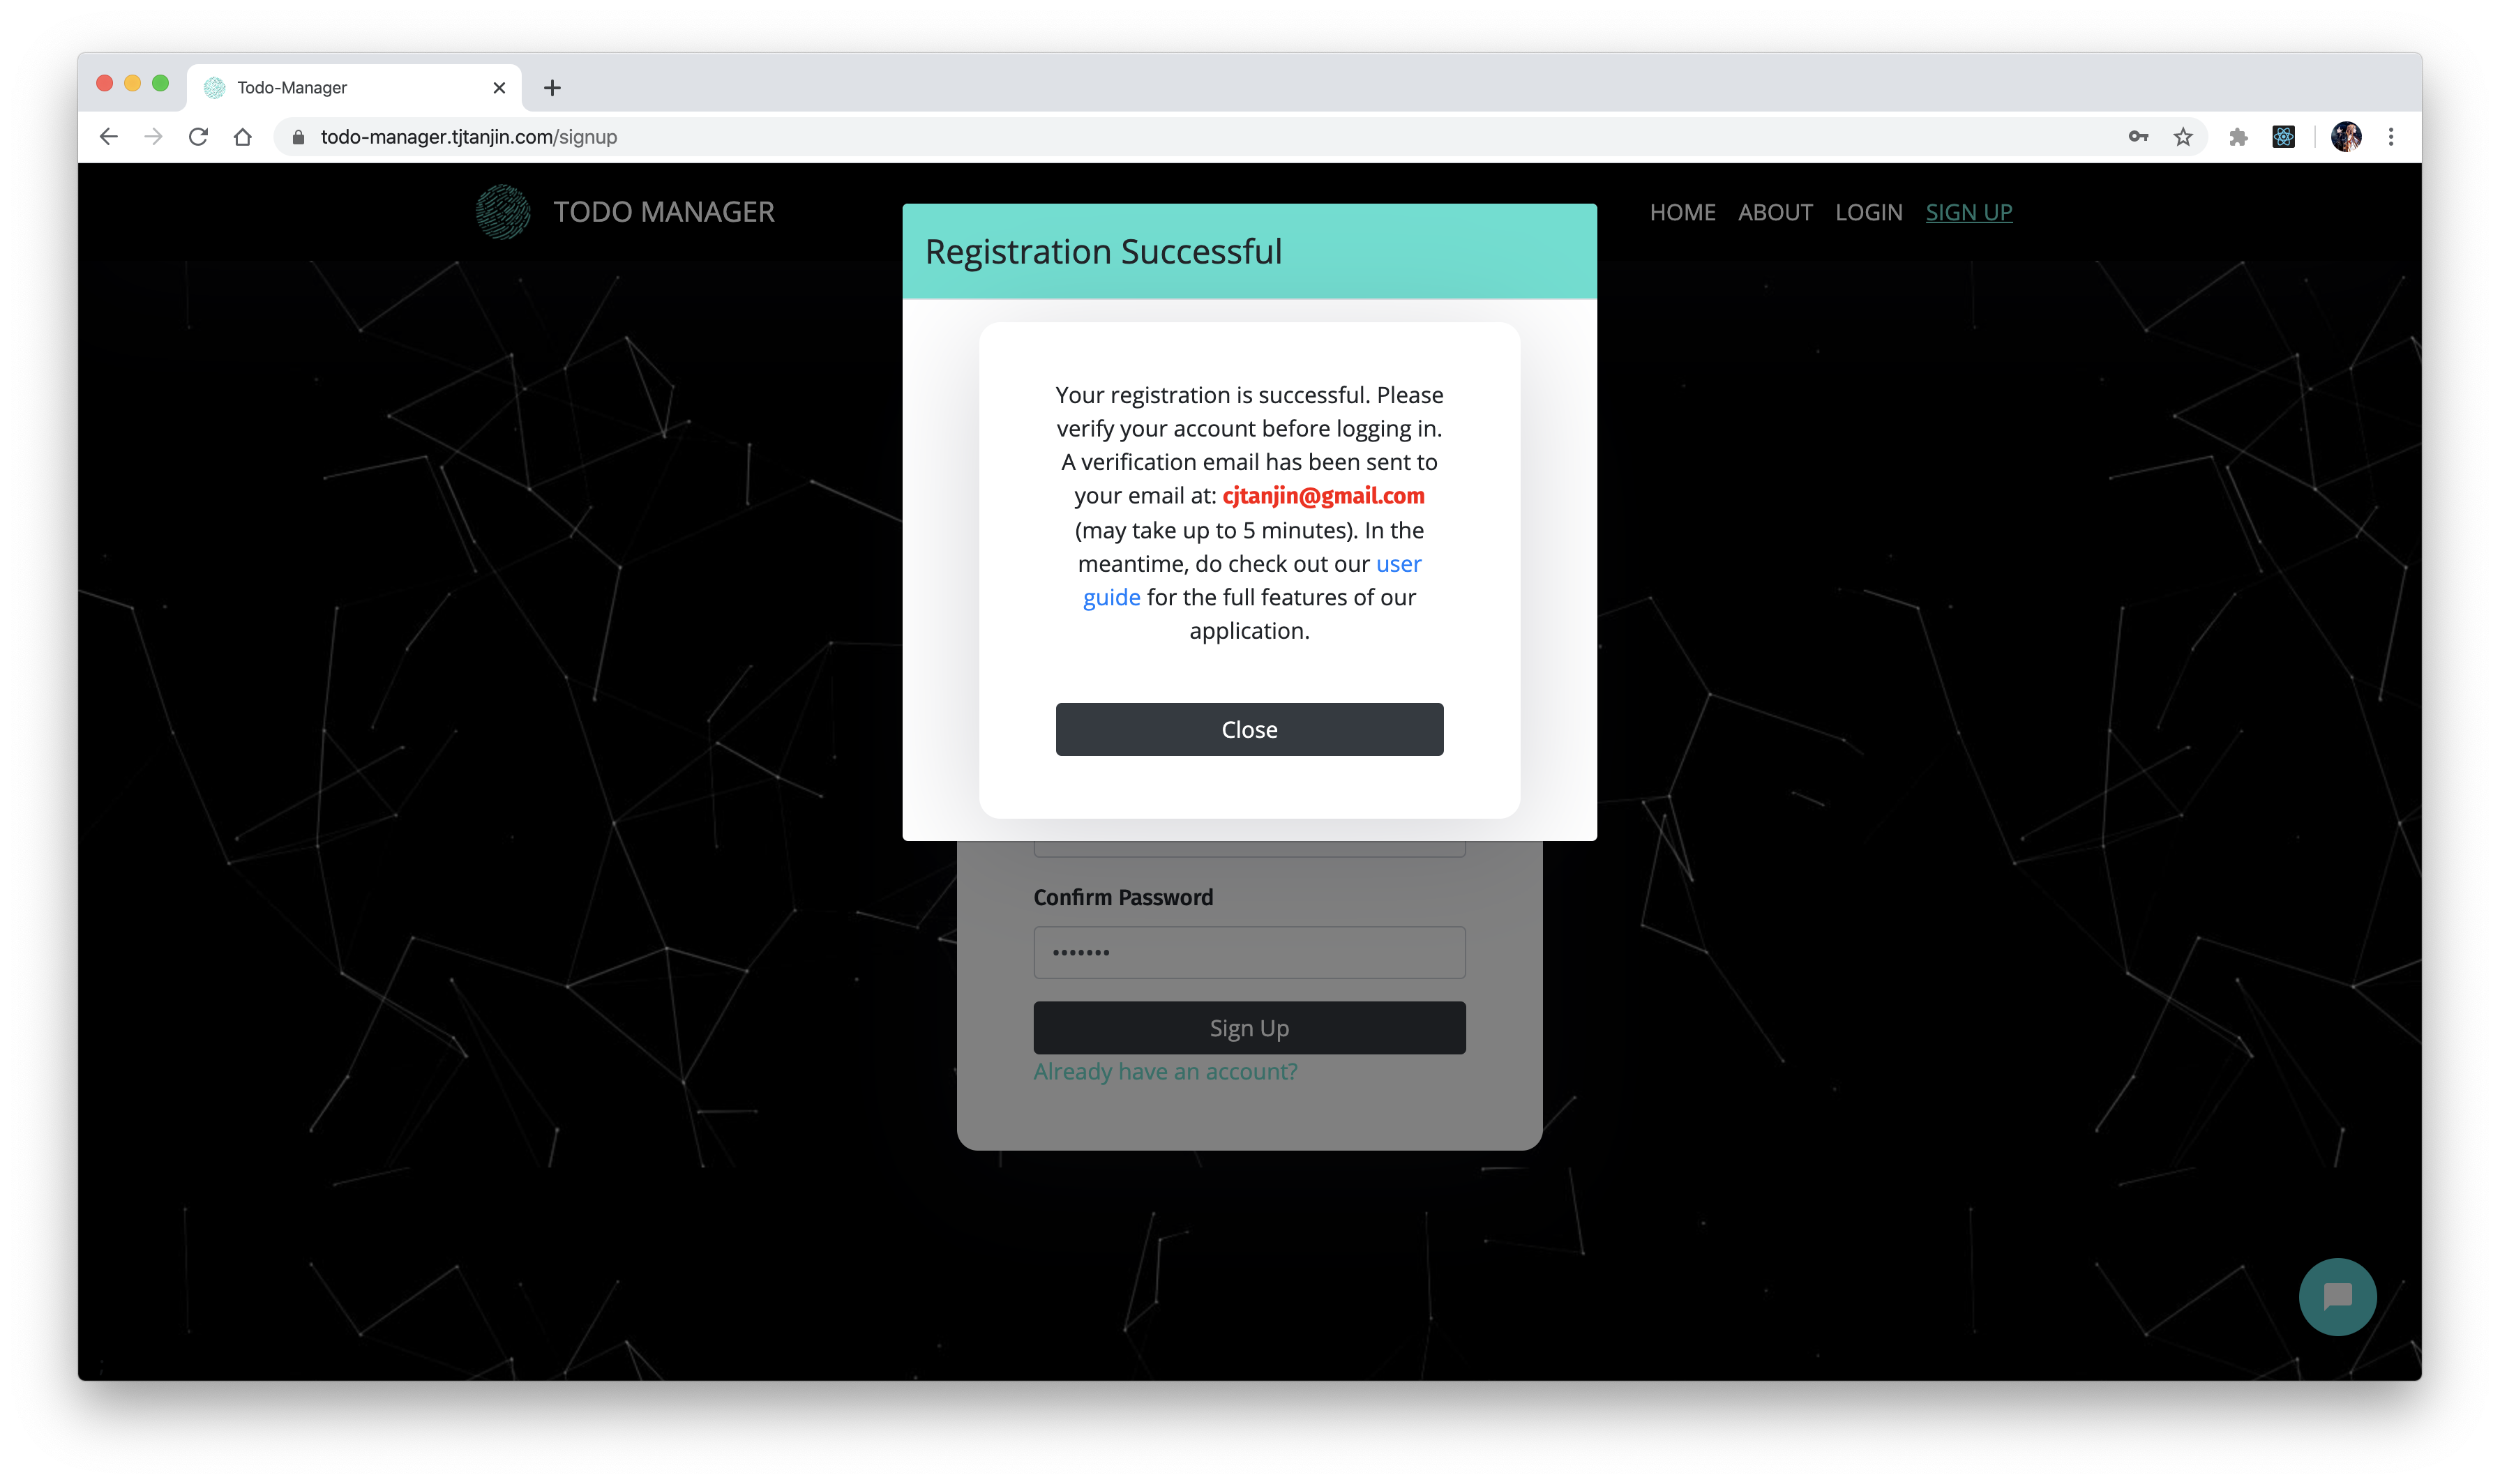 Todo-Manager
todo-manager.tjtanjin.com/signup
TODO MANAGER
HOME ABOUT LOGIN SIGN UP
Registration Successful
Your registration is successful. Please
verify your account before logging in.
A verification email has been sent to
your email at: cjtanjin@gmail.com
(may take up to 5 minutes). In the
meantime, do check out our user
guide for the full features of our
application.
Close
Confirm Password
•••••••
Sign Up
Already have an account?